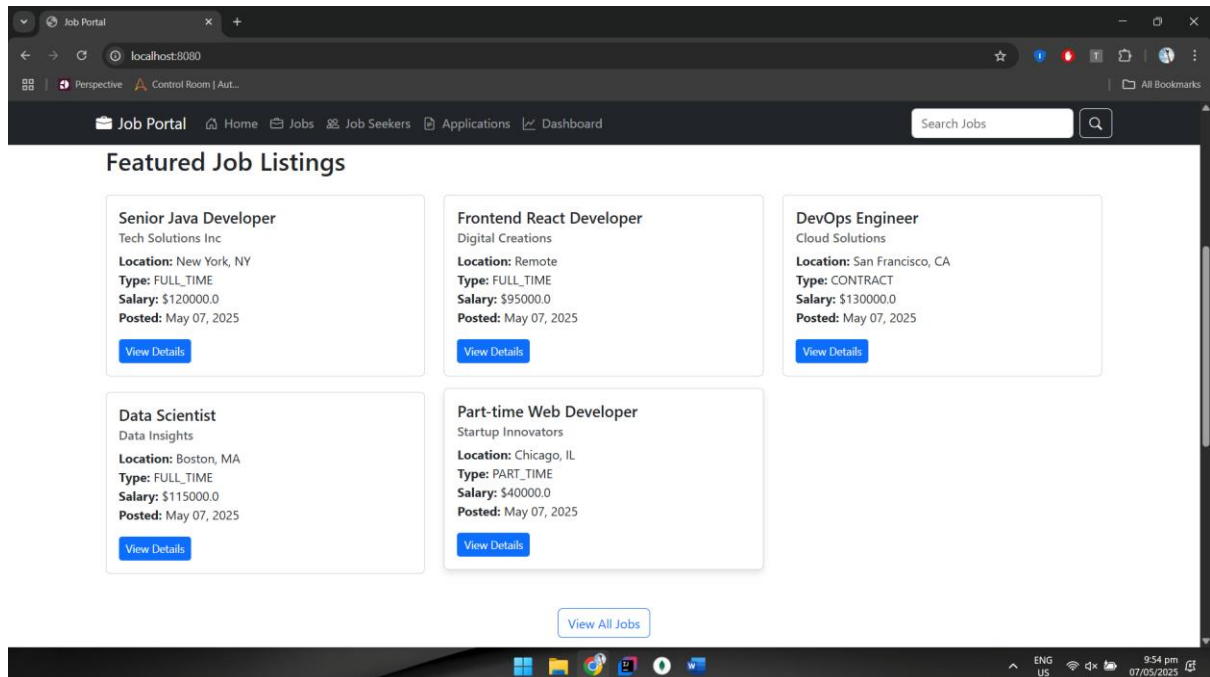 Job Portal
localhost:8080
Perspective
Control Room | Aut...
All Bookmarks
Job Portal
Home
Jobs
Job Seekers
Applications
Dashboard
Search Jobs
Featured Job Listings
Senior Java Developer
Tech Solutions Inc
Location: New York, NY
Type: FULL_TIME
Salary: $120000.0
Posted: May 07, 2025
View Details
Frontend React Developer
Digital Creations
Location: Remote
Type: FULL_TIME
Salary: $95000.0
Posted: May 07, 2025
View Details
DevOps Engineer
Cloud Solutions
Location: San Francisco, CA
Type: CONTRACT
Salary: $130000.0
Posted: May 07, 2025
View Details
Data Scientist
Data Insights
Location: Boston, MA
Type: FULL_TIME
Salary: $115000.0
Posted: May 07, 2025
View Details
Part-time Web Developer
Startup Innovators
Location: Chicago, IL
Type: PART_TIME
Salary: $40000.0
Posted: May 07, 2025
View Details
View All Jobs
ENG
US
9:54 pm
07/05/2025